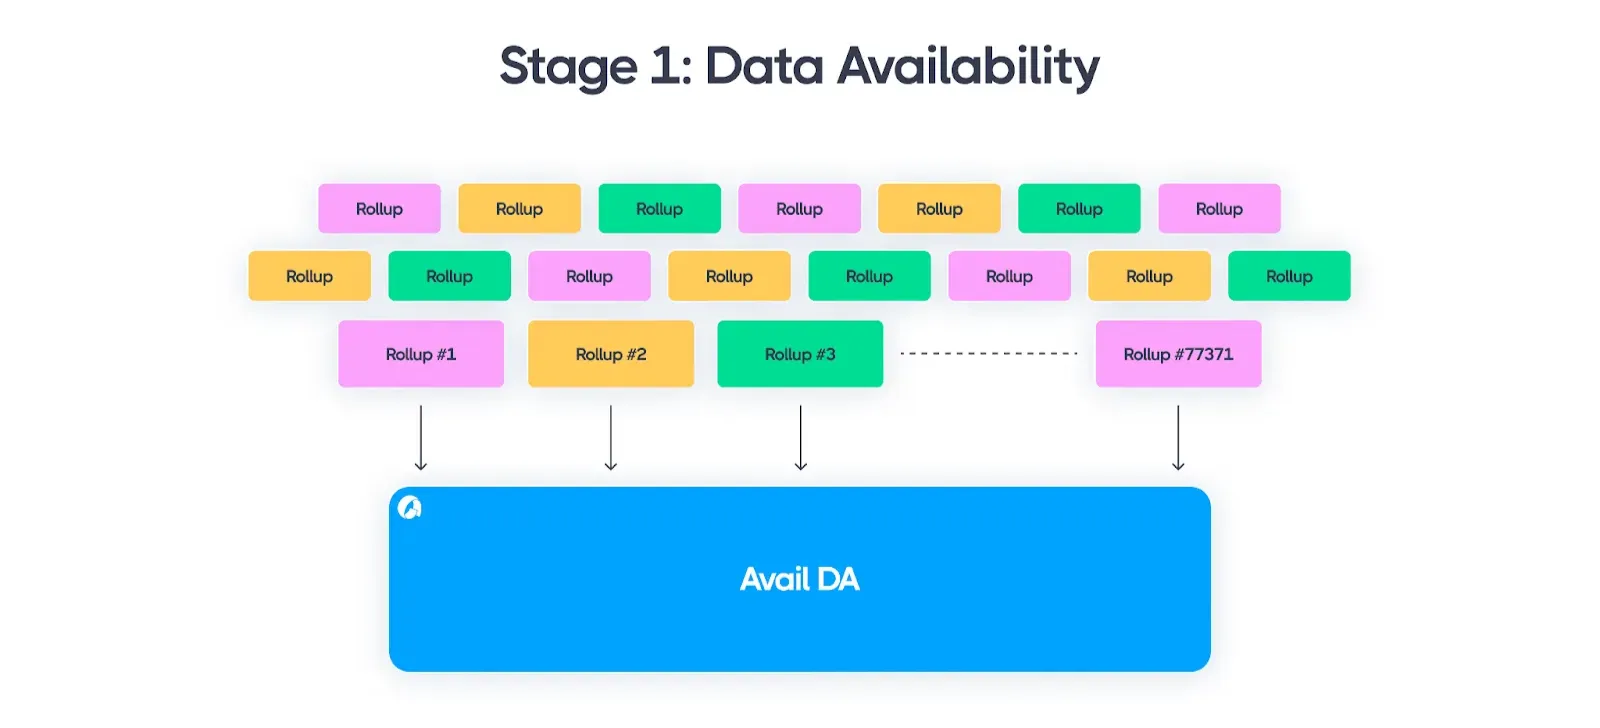 Stage 1: Data Availability
Rollup Rollup Rollup Rollup Rollup Rollup Rollup
Rollup Rollup Rollup Rollup Rollup Rollup Rollup Rollup
Rollup #1 Rollup #2 Rollup #3 Rollup #77371
Avail DA